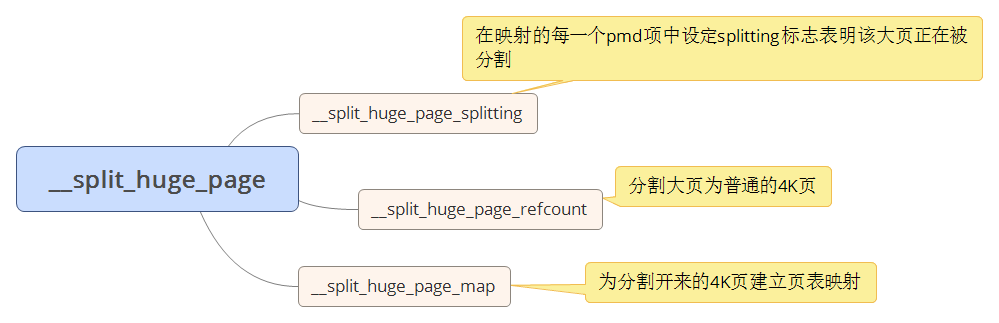 在映射的每一个pmd项中设定splitting标志表明该大页正在被
分割
__split_huge_page_splitting
__split_huge_page
分割大页为普通的4K页
__split_huge_page_refcount
为分割开来的4K页建立页表映射
__split_huge_page_map